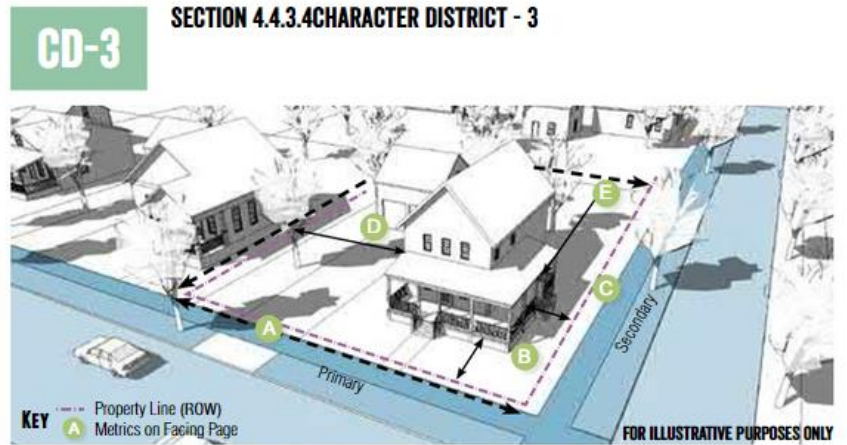 CD-3
SECTION 4.4.3.4CHARACTER DISTRICT - 3
E
D
C
A
B
Secondary
Primary
KEY
Property Line (ROW)
A Metrics on Facing Page
FOR ILLUSTRATIVE PURPOSES ONLY